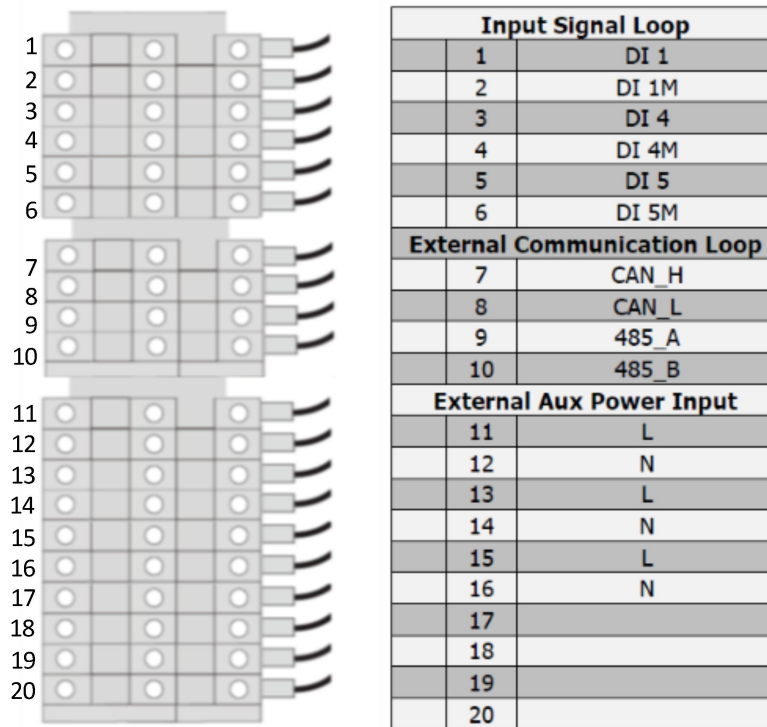 1
2
3
4
5
6
7
8
9
10
11
12
13
14
15
16
17
18
19
20
Input Signal Loop
1 DI 1
2 DI 1M
3 DI 4
4 DI 4M
5 DI 5
6 DI 5M
External Communication Loop
7 CAN_H
8 CAN_L
9 485_A
10 485_B
External Aux Power Input
11 L
12 N
13 L
14 N
15 L
16 N
17
18
19
20